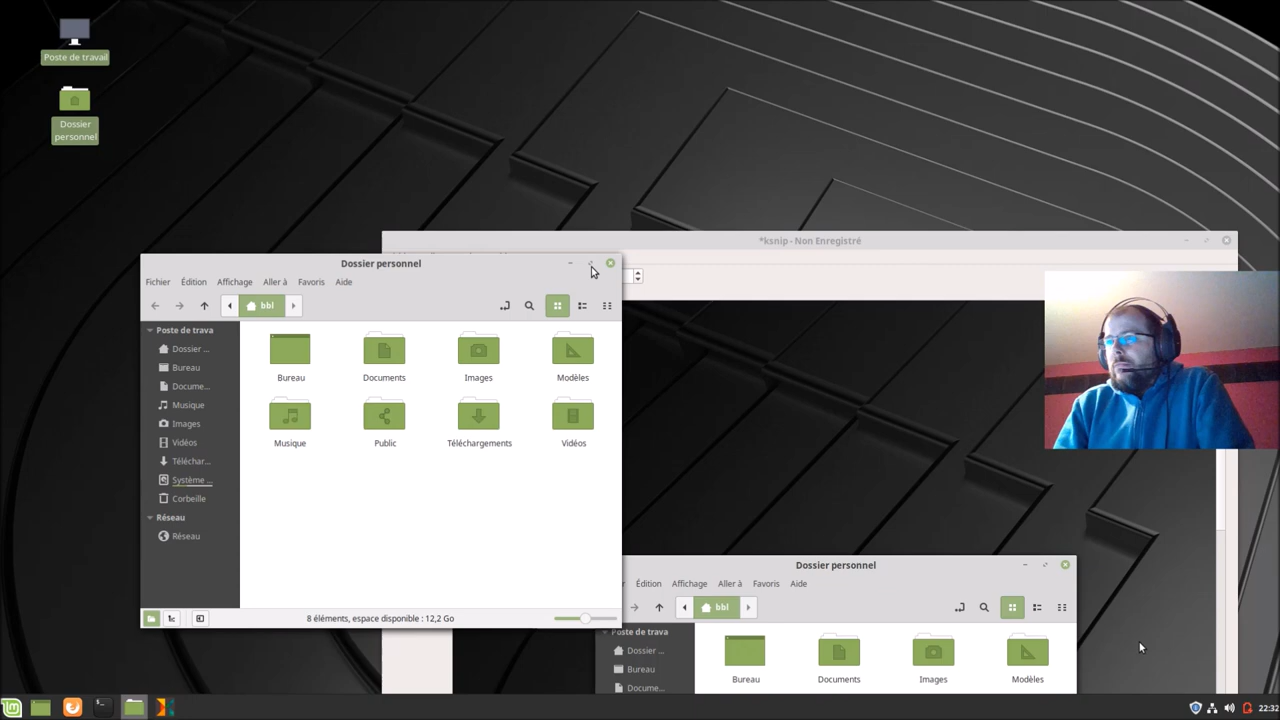 Poste de travail
Dossier
personnel
*ksnip - Non Enregistré
Dossier personnel
Fichier Édition Affichage Aller à Favoris Aide
bbl
Poste de trava
Dossier ...
Bureau
Docume...
Musique
Images
Vidéos
Téléchar...
Système ...
Corbeille
Réseau
Réseau
Bureau Documents Images Modèles
Musique Public Téléchargements Vidéos
8 éléments, espace disponible : 12,2 Go
Dossier personnel
Édition Affichage Aller à Favoris Aide
bbl
Poste de trava
Dossier ...
Bureau
Docume...
Bureau Documents Images Modèles
22:32